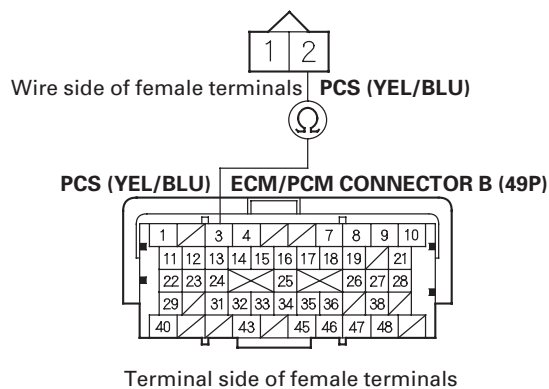 1 2
Wire side of female terminals PCS (YEL/BLU)
Ω
PCS (YEL/BLU) ECM/PCM CONNECTOR B (49P)
1 3 4 7 8 9 10
11 12 13 14 15 16 17 18 19 21
22 23 24 25 26 27 28
29 31 32 33 34 35 36 38
40 43 45 46 47 48
Terminal side of female terminals